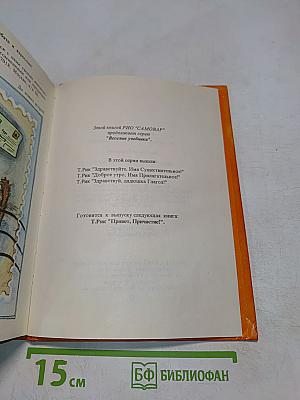 Этой книгой РИО "САМОВАР"
продолжает серию
"Веселые учебники".
В этой серии вышли:
Т.Рик "Здравствуйте, Имя Существительное!"
Т.Рик "Доброе утро, Имя Прилагательное!"
Т.Рик "Здравствуй, дядюшка Глагол!"
Готовится к выпуску следующая книга:
Т.Рик "Привет, Причастие!".
15 см
БФ БИБЛИОФАН